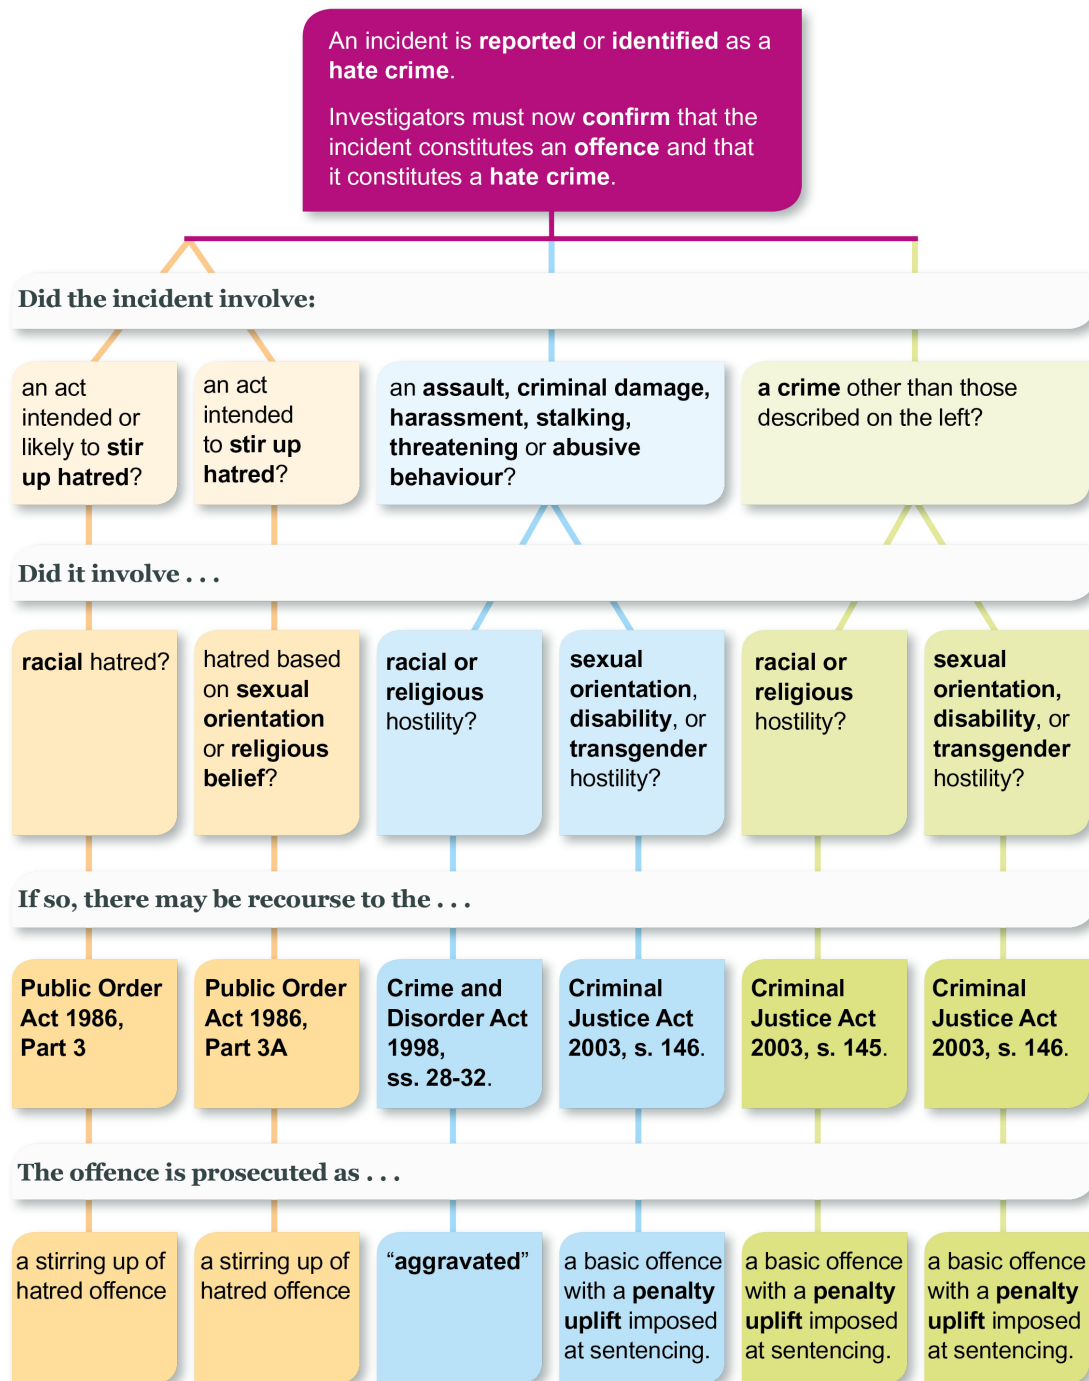 An incident is reported or identified as a
hate crime.
Investigators must now confirm that the
incident constitutes an offence and that
it constitutes a hate crime.
Did the incident involve:
an act
intended or
likely to stir
up hatred?
an act
intended
to stir up
hatred?
an assault, criminal damage,
harassment, stalking,
threatening or abusive
behaviour?
a crime other than those
described on the left?
Did it involve . . .
racial hatred?
hatred based
on sexual
orientation
or religious
belief?
racial or
religious
hostility?
sexual
orientation,
disability, or
transgender
hostility?
racial or
religious
hostility?
sexual
orientation,
disability, or
transgender
hostility?
If so, there may be recourse to the . . .
Public Order
Act 1986,
Part 3
Public Order
Act 1986,
Part 3A
Crime and
Disorder Act
1998,
ss. 28-32.
Criminal
Justice Act
2003, s. 146.
Criminal
Justice Act
2003, s. 145.
Criminal
Justice Act
2003, s. 146.
The offence is prosecuted as . . .
a stirring up of
hatred offence
a stirring up of
hatred offence
“aggravated”
a basic offence
with a penalty
uplift imposed
at sentencing.
a basic offence
with a penalty
uplift imposed
at sentencing.
a basic offence
with a penalty
uplift imposed
at sentencing.